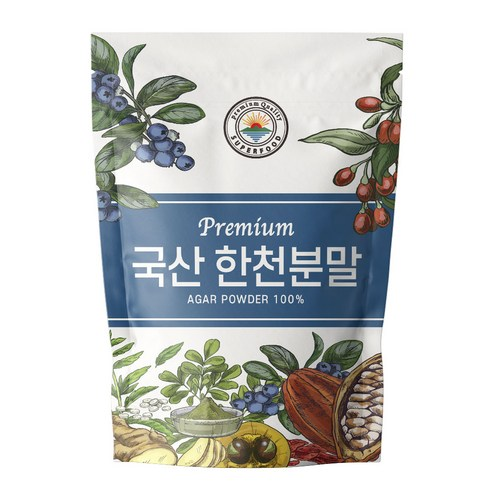 Premium Quality
SUPERFOOD
Premium
국산 한천분말
AGAR POWDER 100%